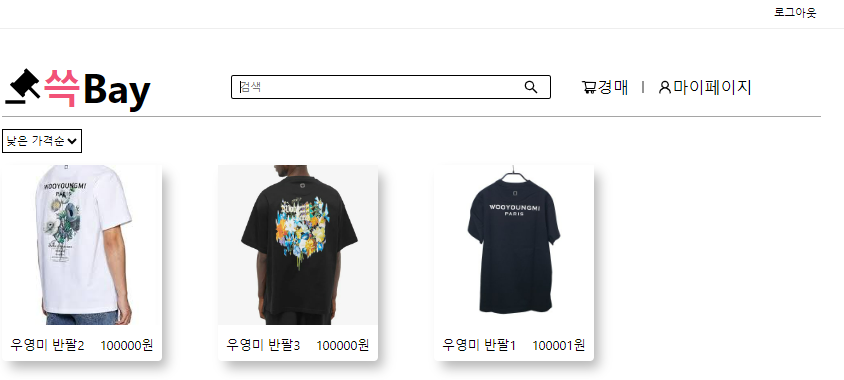 로그아웃
쓱Bay
검색
경매 | 마이페이지
낮은 가격순
WOOYOUNGMI
PARIS
WOOYOUNGMI
PARIS
우영미 반팔2 100000원
우영미 반팔3 100000원
우영미 반팔1 100001원